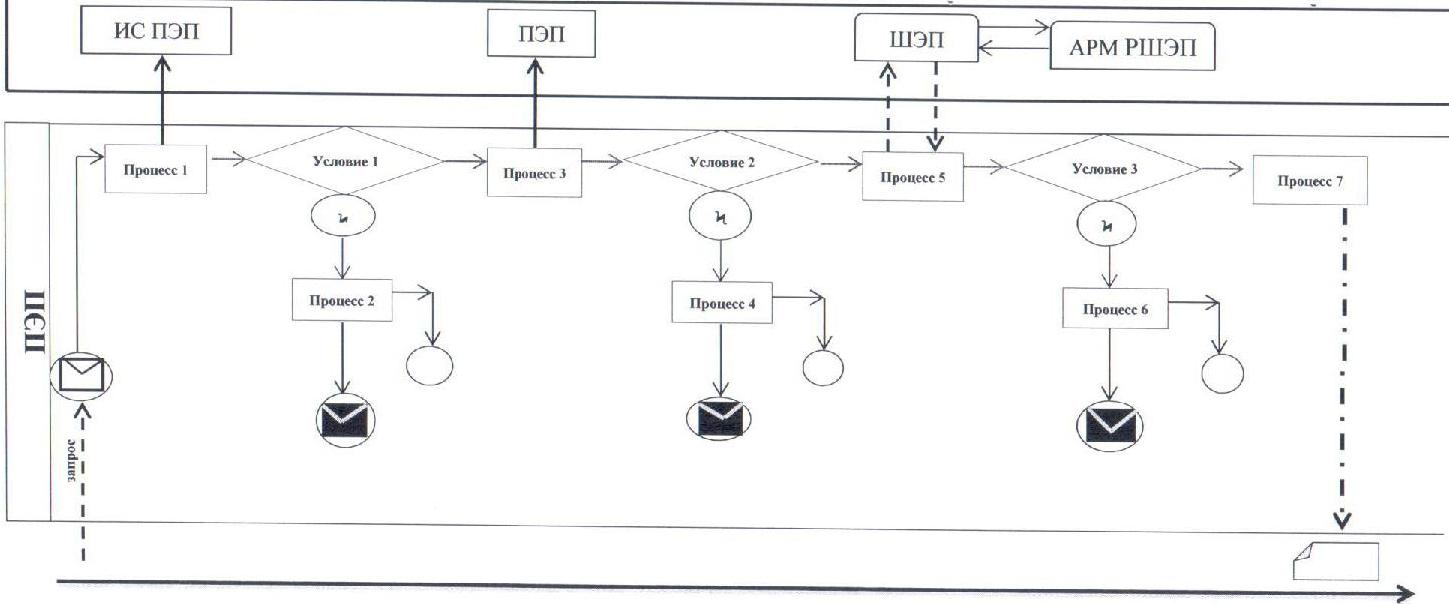 ИС ПЭП
ПЭП
ШЭП
АРМ РШЭП
Процесс 1
Условие 1
Процесс 3
Условие 2
Процесс 5
Условие 3
Процесс 7
и
и
и
Процесс 2
Процесс 4
Процесс 6
ПЭП
запрос